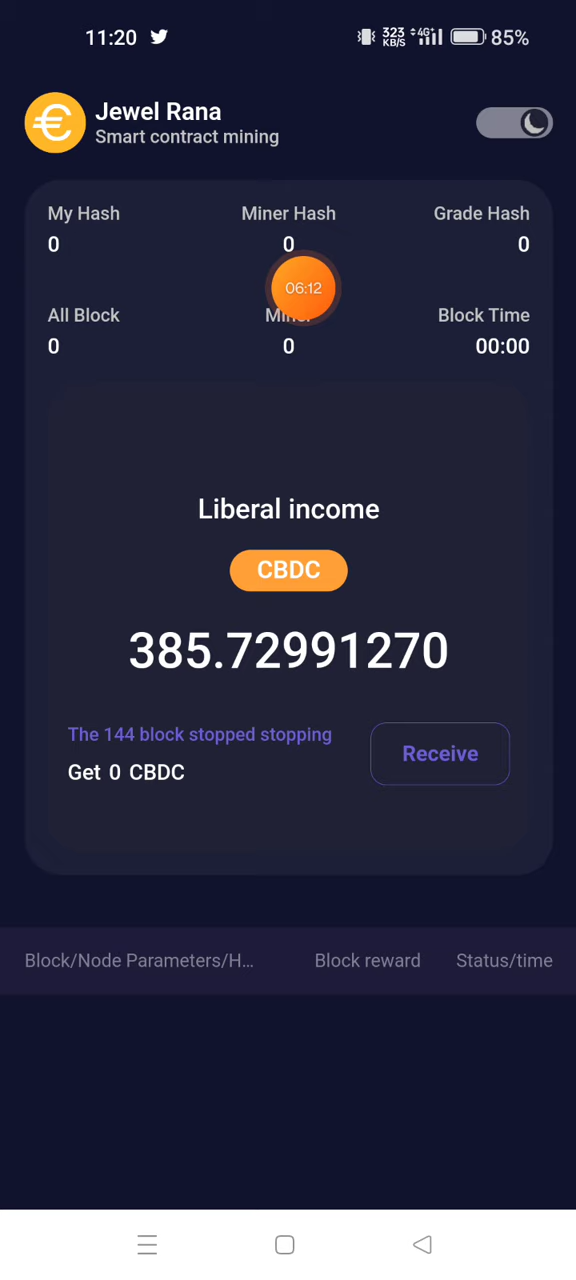 11:20 323 KB/S 4G+ 85%
€ Jewel Rana
Smart contract mining
My Hash Miner Hash Grade Hash
0 0 0
06:12
All Block Block Time
0 0 00:00
Liberal income
CBDC
385.72991270
The 144 block stopped stopping
Get 0 CBDC
Receive
Block/Node Parameters/H... Block reward Status/time